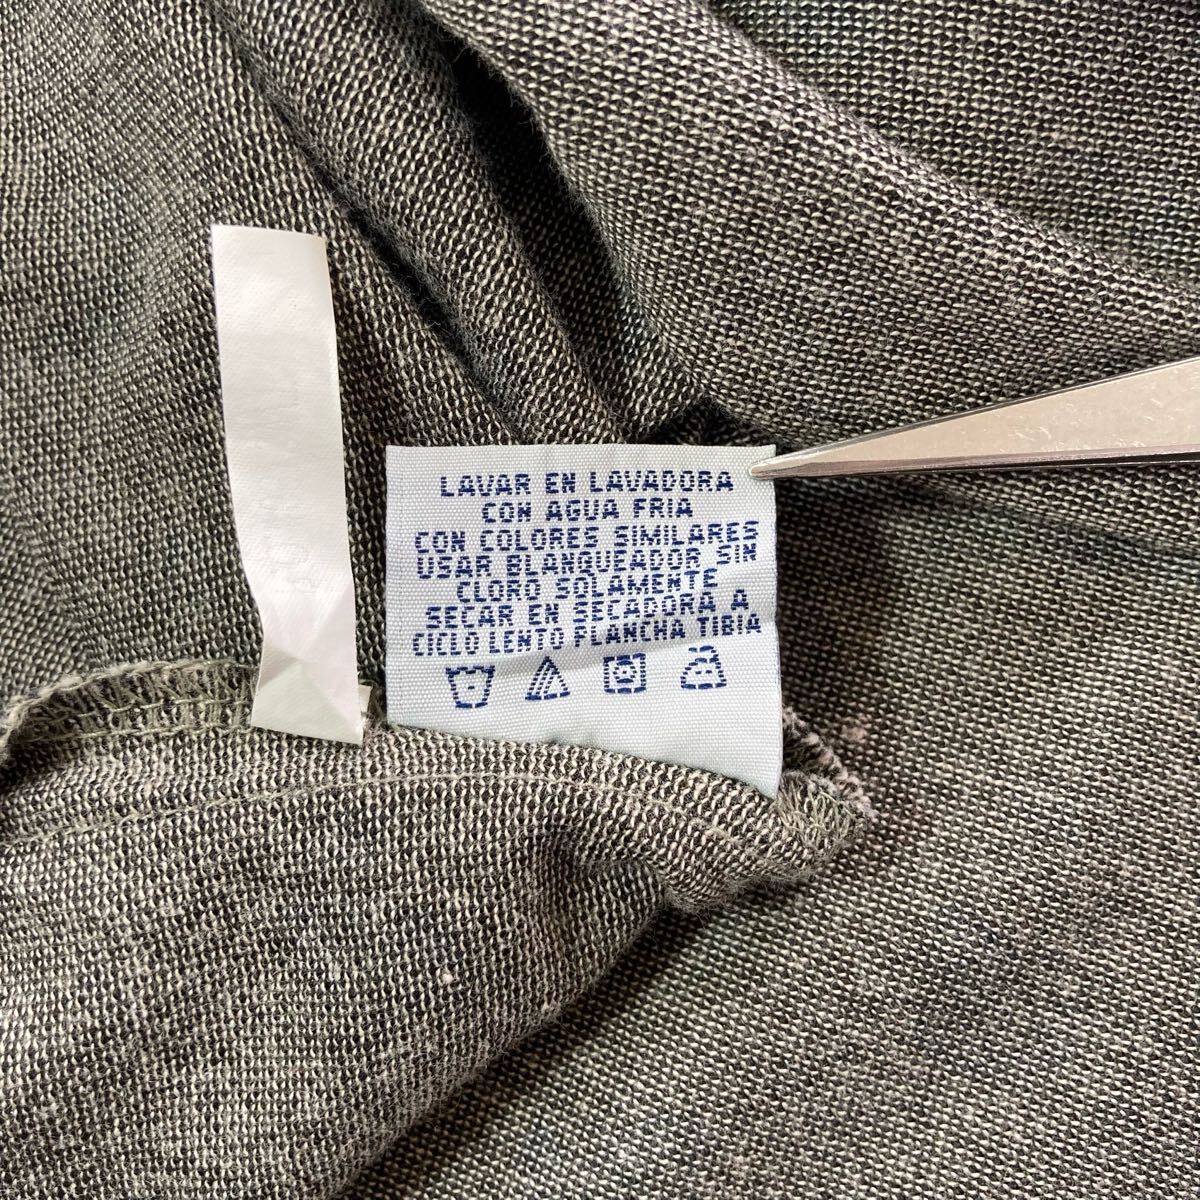 LAVAR EN LAVADORA
CON AGUA FRIA
CON COLORES SIMILARES
USAR BLANQUEADOR SIN
CLORO SOLAMENTE
SECAR EN SECADORA A
CICLO LENTO PLANCHA TIBIA